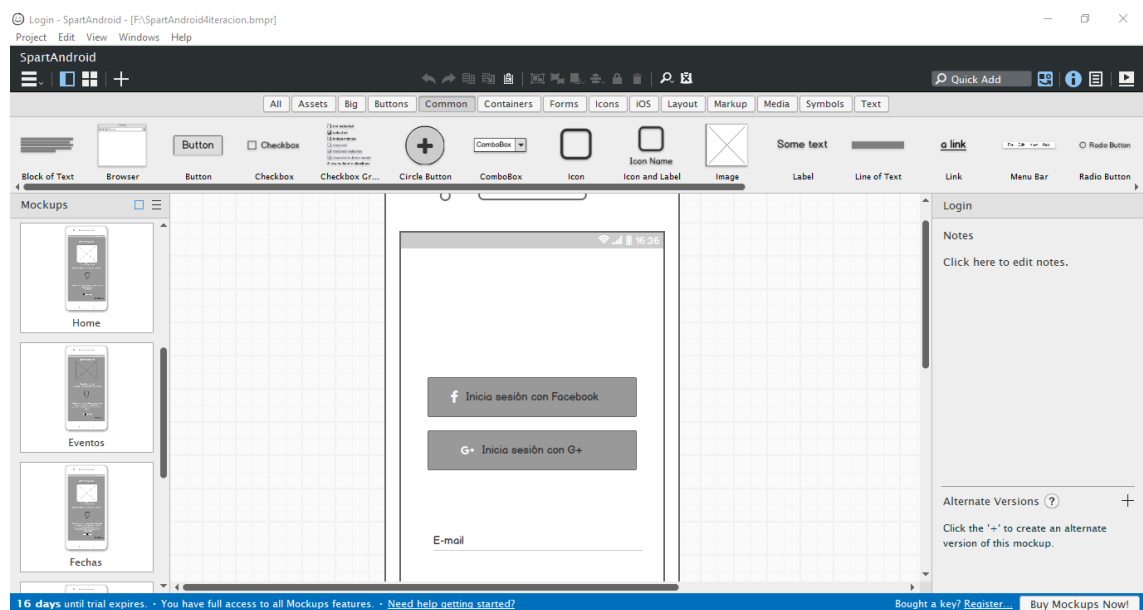 Login - SpartAndroid - [F:\SpartAndroid4iteracion.bmpr]
Project Edit View Windows Help
SpartAndroid
Quick Add
All Assets Big Buttons Common Containers Forms Icons iOS Layout Markup Media Symbols Text
Button
Checkbox
ComboBox
Icon Name
Some text
a link
Radio Button
Block of Text Browser Button Checkbox Checkbox Gr... Circle Button ComboBox Icon Icon and Label Image Label Line of Text Link Menu Bar Radio Button
Mockups
Home
Eventos
Fechas
16:36
Inicia sesión con Facebook
G+ Inicia sesión con G+
E-mail
Login
Notes
Click here to edit notes.
Alternate Versions ?
Click the '+' to create an alternate
version of this mockup.
16 days until trial expires. · You have full access to all Mockups features. · Need help getting started?
Bought a key? Register... Buy Mockups Now!